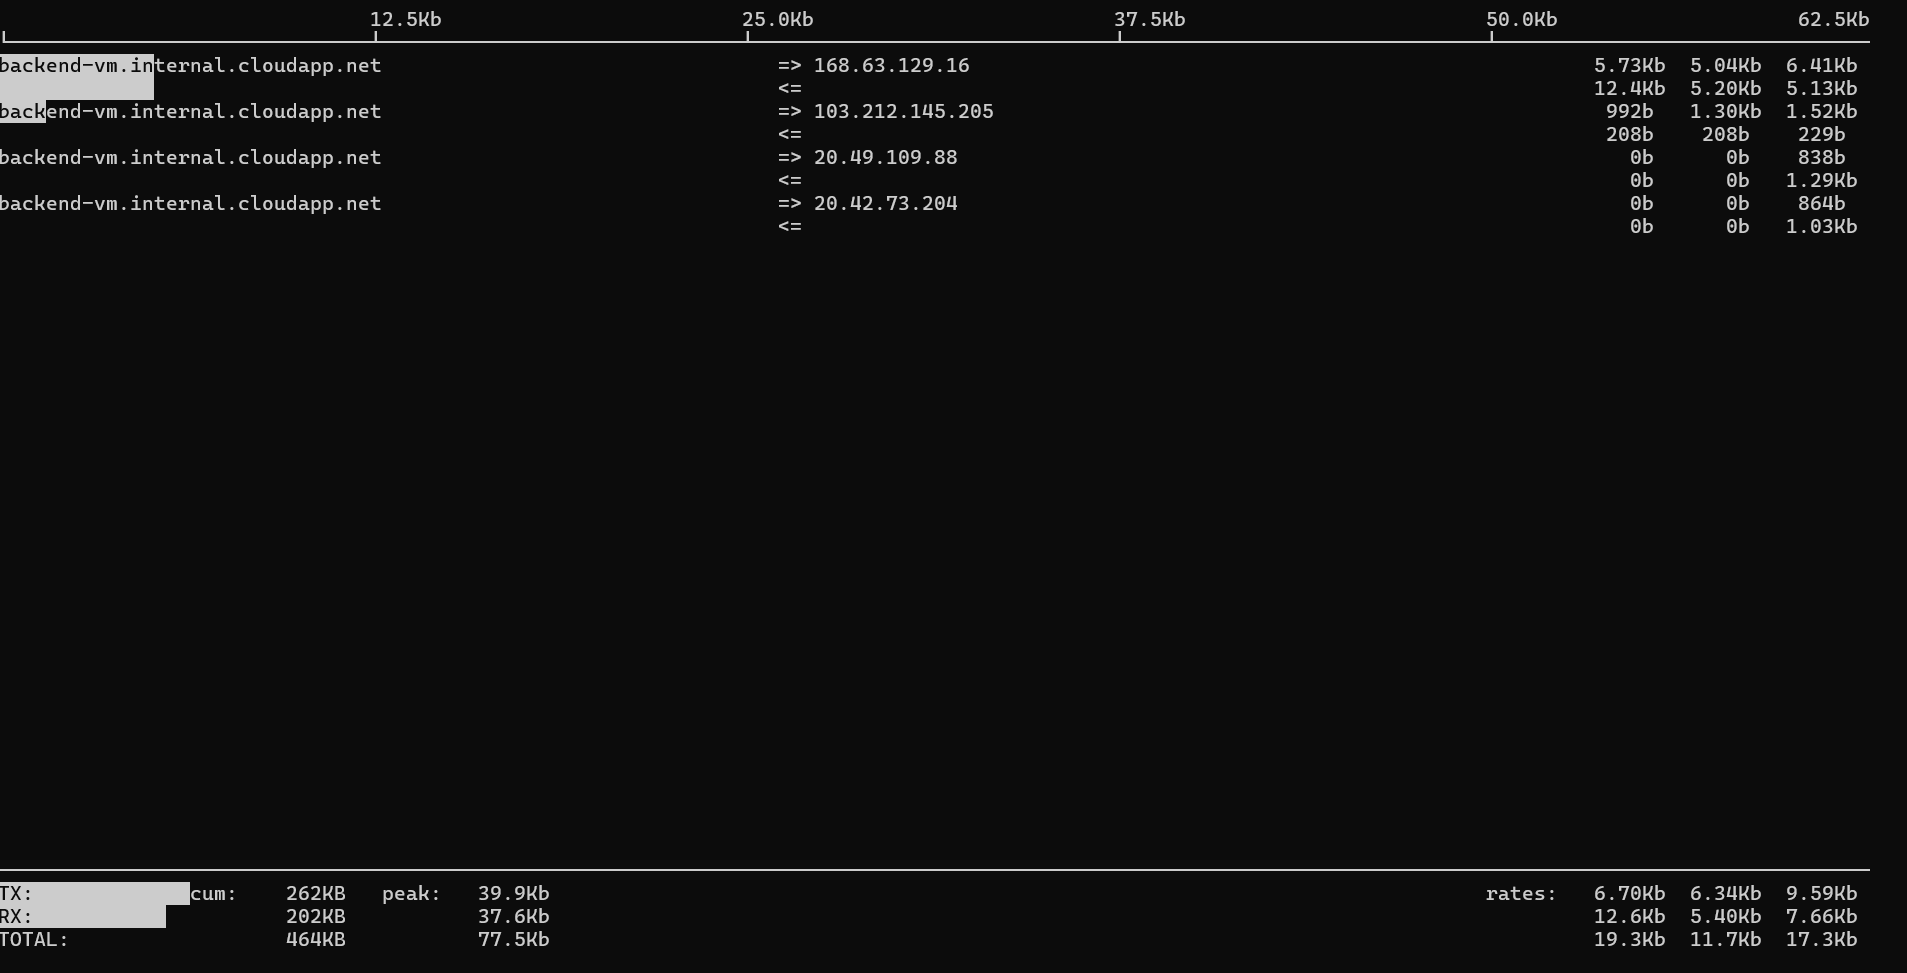 12.5Kb 25.0Kb 37.5Kb 50.0Kb 62.5Kb
backend-vm.internal.cloudapp.net => 168.63.129.16 5.73Kb 5.04Kb 6.41Kb
<= 12.4Kb 5.20Kb 5.13Kb
backend-vm.internal.cloudapp.net => 103.212.145.205 992b 1.30Kb 1.52Kb
<= 208b 208b 229b
backend-vm.internal.cloudapp.net => 20.49.109.88 0b 0b 838b
<= 0b 0b 1.29Kb
backend-vm.internal.cloudapp.net => 20.42.73.204 0b 0b 864b
<= 0b 0b 1.03Kb
TX: cum: 262KB peak: 39.9Kb rates: 6.70Kb 6.34Kb 9.59Kb
RX: 202KB 37.6Kb 12.6Kb 5.40Kb 7.66Kb
TOTAL: 464KB 77.5Kb 19.3Kb 11.7Kb 17.3Kb